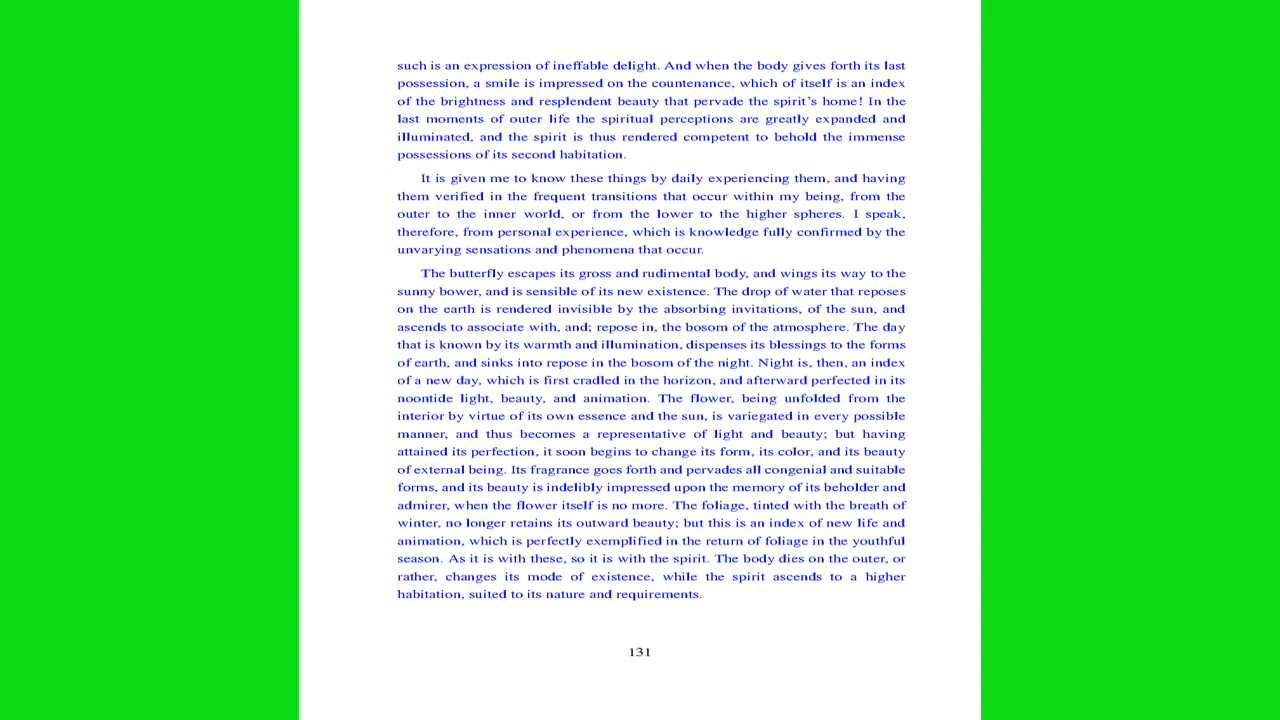 such is an expression of ineffable delight. And when the body gives forth its last
possession, a smile is impressed on the countenance, which of itself is an index
of the brightness and resplendent beauty that pervade the spirit's home! In the
last moments of outer life the spiritual perceptions are greatly expanded and
illuminated, and the spirit is thus rendered competent to behold the immense
possessions of its second habitation.
It is given me to know these things by daily experiencing them, and having
them verified in the frequent transitions that occur within my being, from the
outer to the inner world, or from the lower to the higher spheres. I speak,
therefore, from personal experience, which is knowledge fully confirmed by the
unvarying sensations and phenomena that occur.
The butterfly escapes its gross and rudimental body, and wings its way to the
sunny bower, and is sensible of its new existence. The drop of water that reposes
on the earth is rendered invisible by the absorbing invitations, of the sun, and
ascends to associate with, and; repose in, the bosom of the atmosphere. The day
that is known by its warmth and illumination, dispenses its blessings to the forms
of earth, and sinks into repose in the bosom of the night. Night is, then, an index
of a new day, which is first cradled in the horizon, and afterward perfected in its
noontide light, beauty, and animation. The flower, being unfolded from the
interior by virtue of its own essence and the sun, is variegated in every possible
manner, and thus becomes a representative of light and beauty; but having
attained its perfection, it soon begins to change its form, its color, and its beauty
of external being. Its fragrance goes forth and pervades all congenial and suitable
forms, and its beauty is indelibly impressed upon the memory of its beholder and
admirer, when the flower itself is no more. The foliage, tinted with the breath of
winter, no longer retains its outward beauty; but this is an index of new life and
animation, which is perfectly exemplified in the return of foliage in the youthful
season. As it is with these, so it is with the spirit. The body dies on the outer, or
rather, changes its mode of existence, while the spirit ascends to a higher
habitation, suited to its nature and requirements.
131